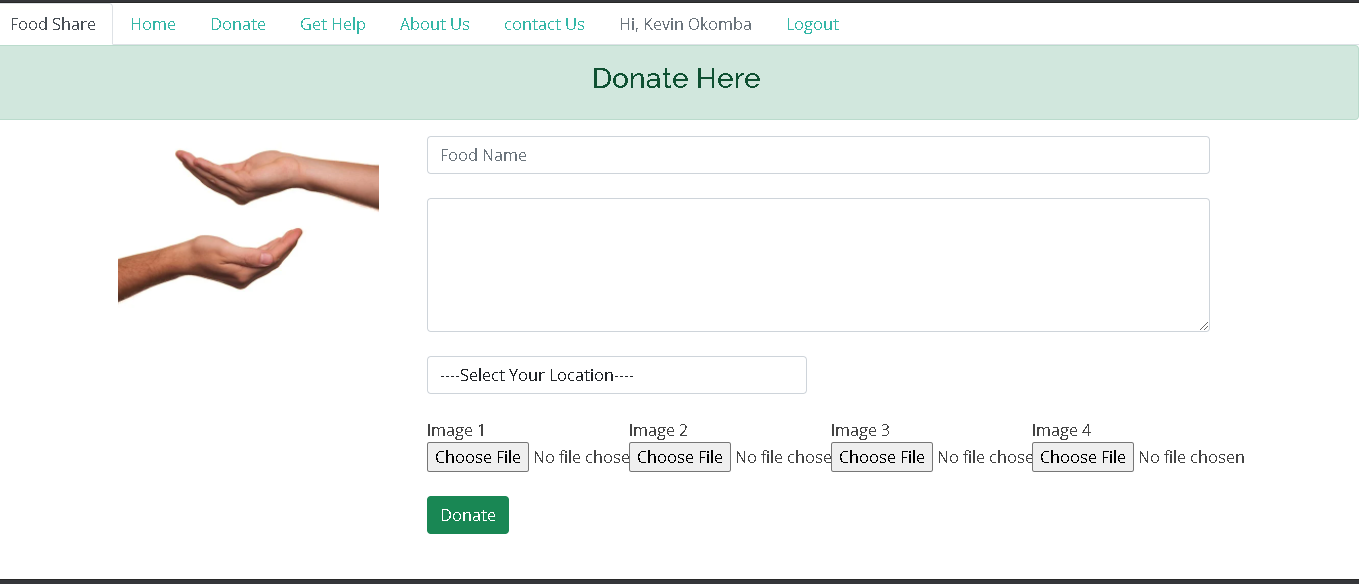 Food Share Home Donate Get Help About Us contact Us Hi, Kevin Okomba Logout
Donate Here
Food Name
----Select Your Location----
Image 1 Image 2 Image 3 Image 4
Choose File No file chose Choose File No file chose Choose File No file chose Choose File No file chosen
Donate